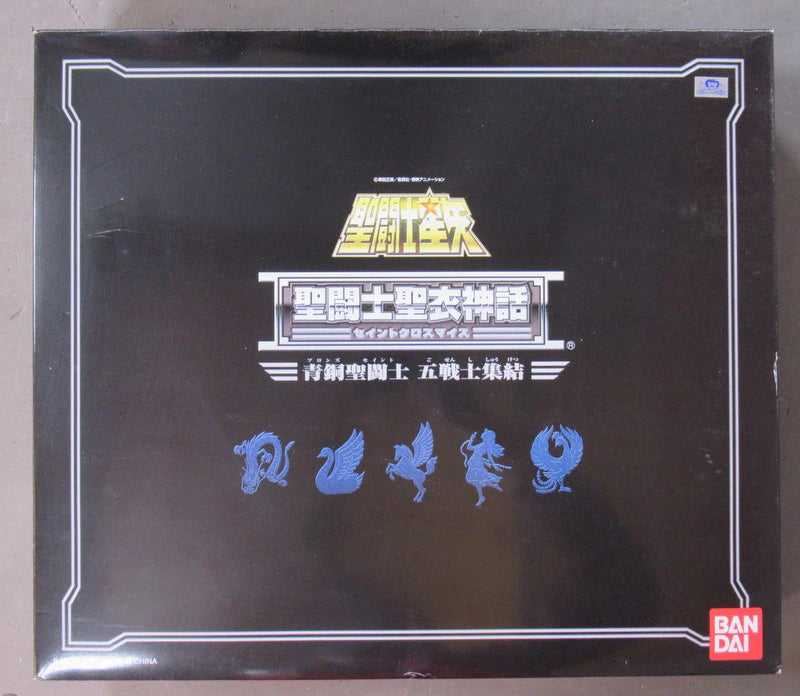 ©車田正美／集英社・東映アニメーション
聖闘士星矢
聖闘士聖衣神話
セイントクロスマイス
®
ブロンズ セイント ご せん し しゅう けつ
青銅聖闘士 五戦士集結
BAN
DAI
IN CHINA